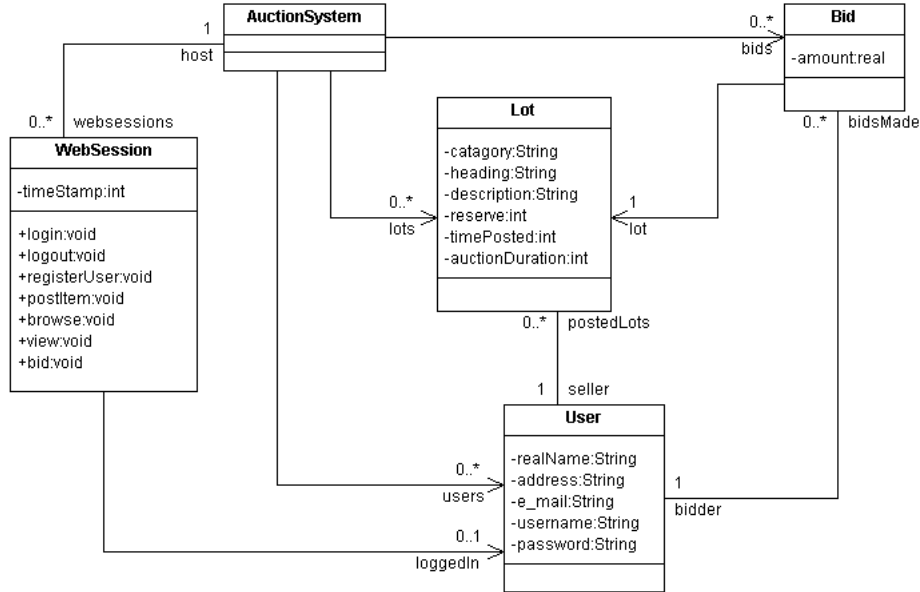 AuctionSystem
1
host
0..*
bids
Bid
-amount:real
0..*
websessions
WebSession
-timeStamp:int
+login:void
+logout:void
+registerUser:void
+postItem:void
+browse:void
+view:void
+bid:void
Lot
-catagory:String
-heading:String
-description:String
-reserve:int
-timePosted:int
-auctionDuration:int
0..*
lots
1
lot
0..*
bidsMade
0..*
postedLots
1
seller
User
-realName:String
-address:String
-e_mail:String
-username:String
-password:String
0..*
users
0..1
loggedIn
1
bidder